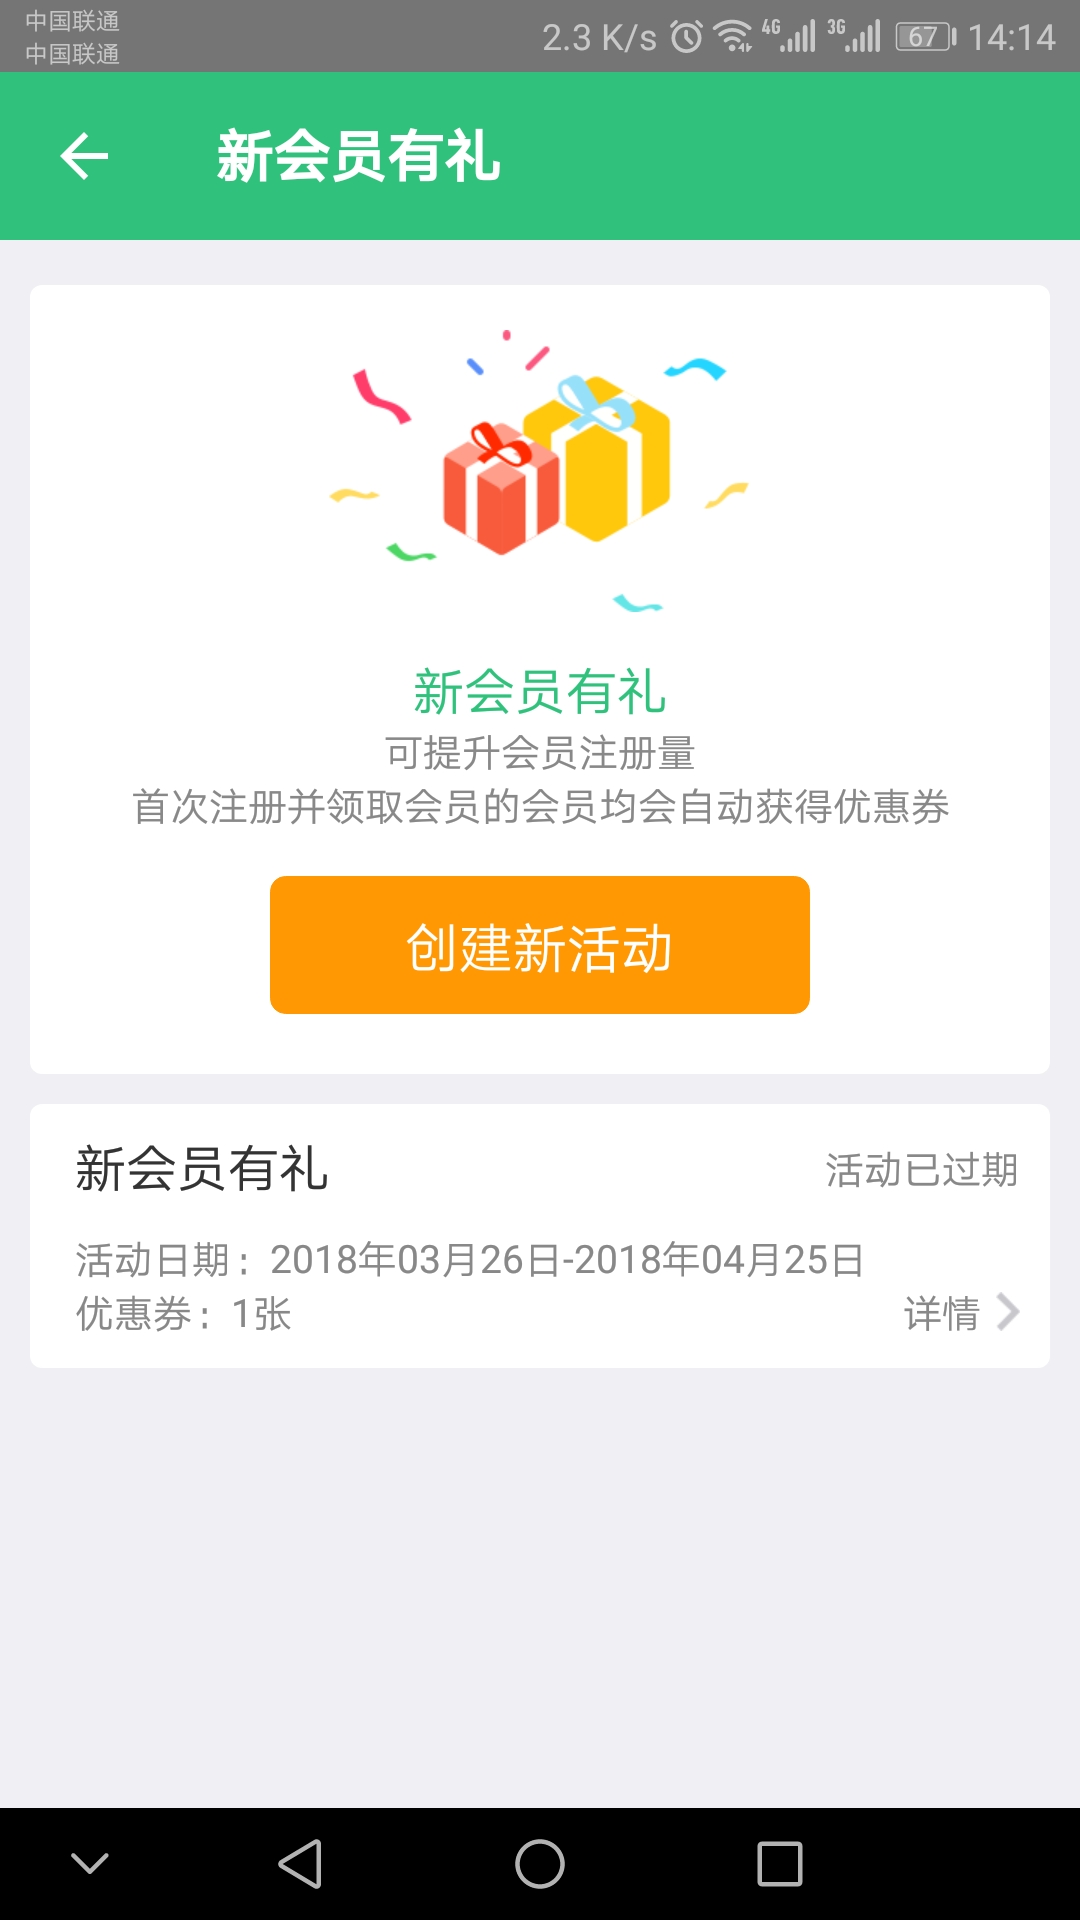 中国联通
中国联通
2.3 K/s 4G 3G 67 14:14
新会员有礼
新会员有礼
可提升会员注册量
首次注册并领取会员的会员均会自动获得优惠券
创建新活动
新会员有礼 活动已过期
活动日期：2018年03月26日-2018年04月25日
优惠券：1张 详情